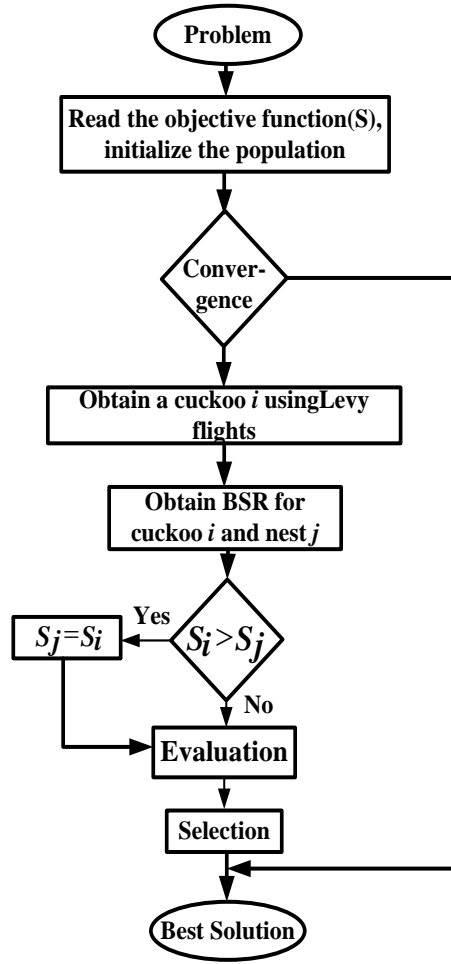 Problem
Read the objective function(S),
initialize the population
Conver-
gence
Obtain a cuckoo i usingLevy
flights
Obtain BSR for
cuckoo i and nest j
Yes
Sj=Si
Si>Sj
No
Evaluation
Selection
Best Solution